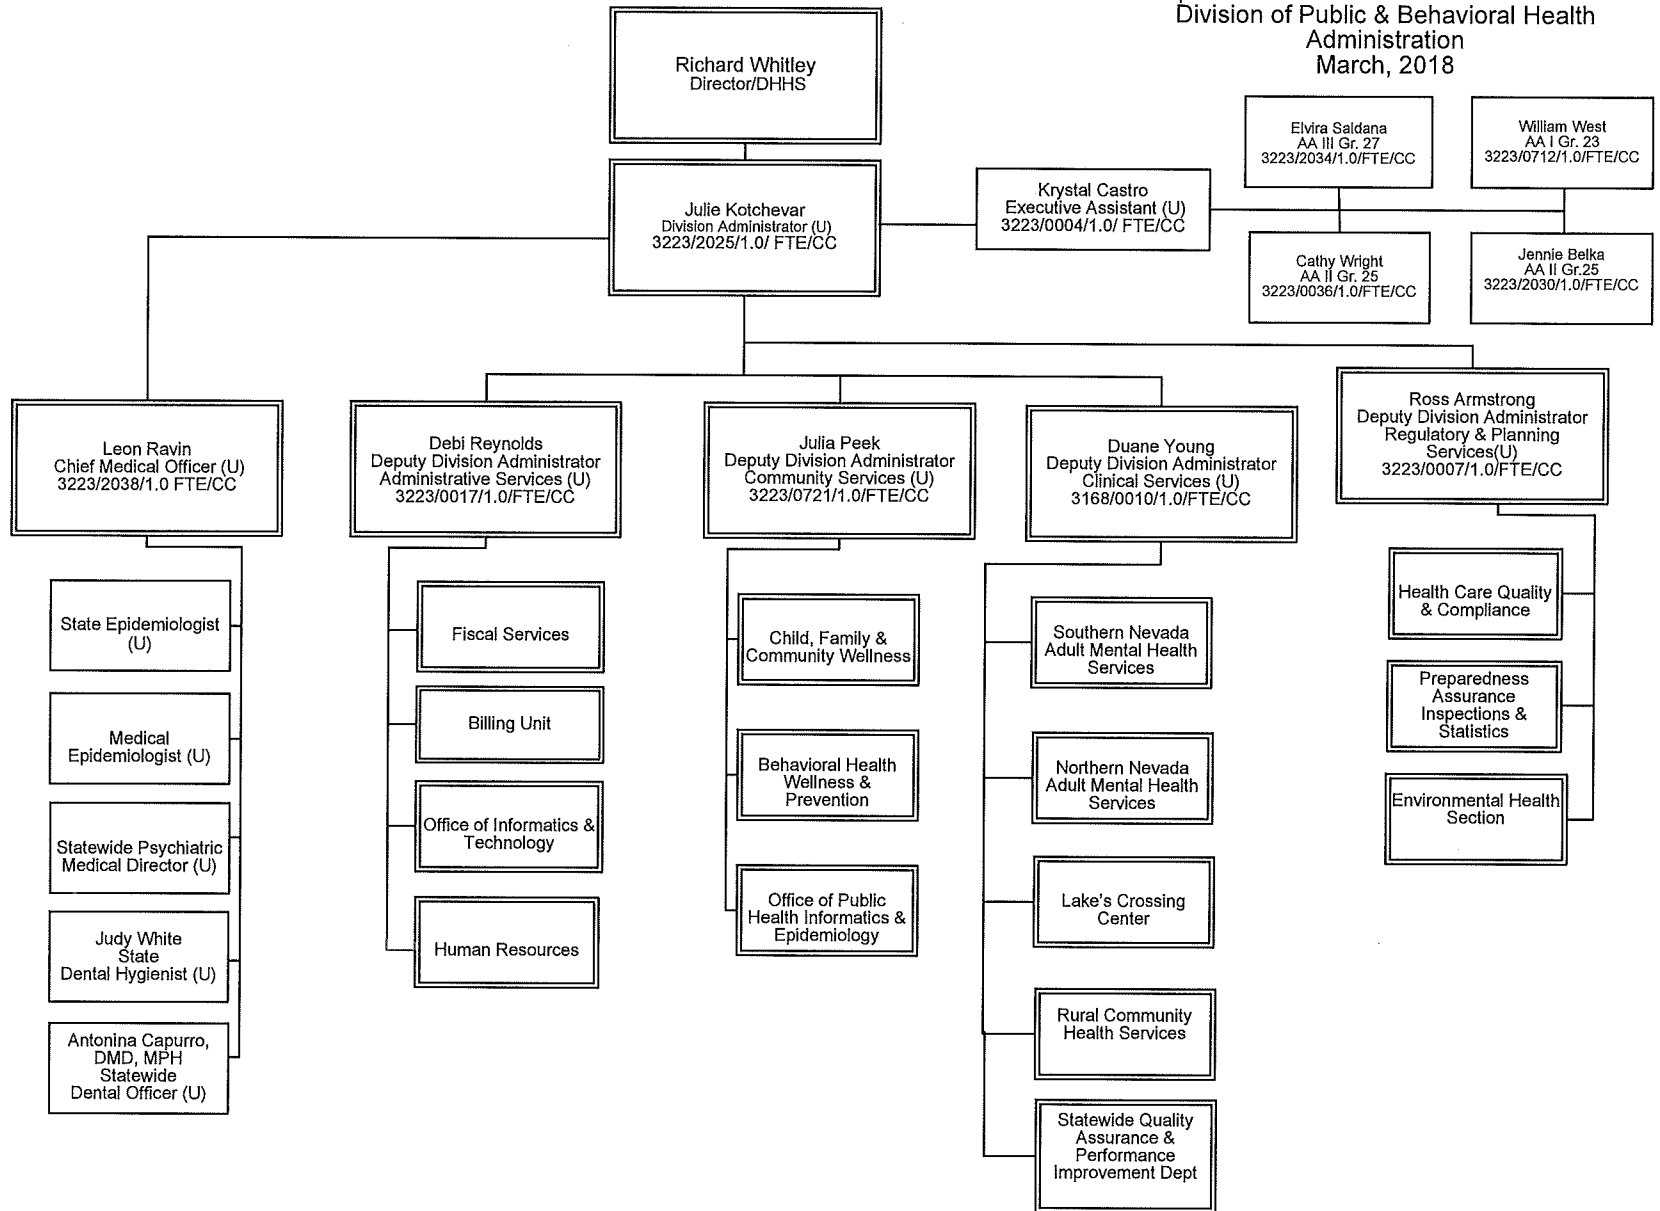 Division of Public & Behavioral Health
Administration
March, 2018
Richard Whitley
Director/DHHS
Julie Kotchevar
Division Administrator (U)
3223/2025/1.0/ FTE/CC
Krystal Castro
Executive Assistant (U)
3223/0004/1.0/ FTE/CC
Elvira Saldana
AA III Gr. 27
3223/2034/1.0/FTE/CC
William West
AA I Gr. 23
3223/0712/1.0/FTE/CC
Cathy Wright
AA II Gr. 25
3223/0036/1.0/FTE/CC
Jennie Belka
AA II Gr.25
3223/2030/1.0/FTE/CC
Leon Ravin
Chief Medical Officer (U)
3223/2038/1.0 FTE/CC
State Epidemiologist
(U)
Medical
Epidemiologist (U)
Statewide Psychiatric
Medical Director (U)
Judy White
State
Dental Hygienist (U)
Antonina Capurro,
DMD, MPH
Statewide
Dental Officer (U)
Debi Reynolds
Deputy Division Administrator
Administrative Services (U)
3223/0017/1.0/FTE/CC
Fiscal Services
Billing Unit
Office of Informatics &
Technology
Human Resources
Julia Peek
Deputy Division Administrator
Community Services (U)
3223/0721/1.0/FTE/CC
Child, Family &
Community Wellness
Behavioral Health
Wellness &
Prevention
Office of Public
Health Informatics &
Epidemiology
Duane Young
Deputy Division Administrator
Clinical Services (U)
3168/0010/1.0/FTE/CC
Southern Nevada
Adult Mental Health
Services
Northern Nevada
Adult Mental Health
Services
Lake's Crossing
Center
Rural Community
Health Services
Statewide Quality
Assurance &
Performance
Improvement Dept
Ross Armstrong
Deputy Division Administrator
Regulatory & Planning
Services(U)
3223/0007/1.0/FTE/CC
Health Care Quality
& Compliance
Preparedness
Assurance
Inspections &
Statistics
Environmental Health
Section